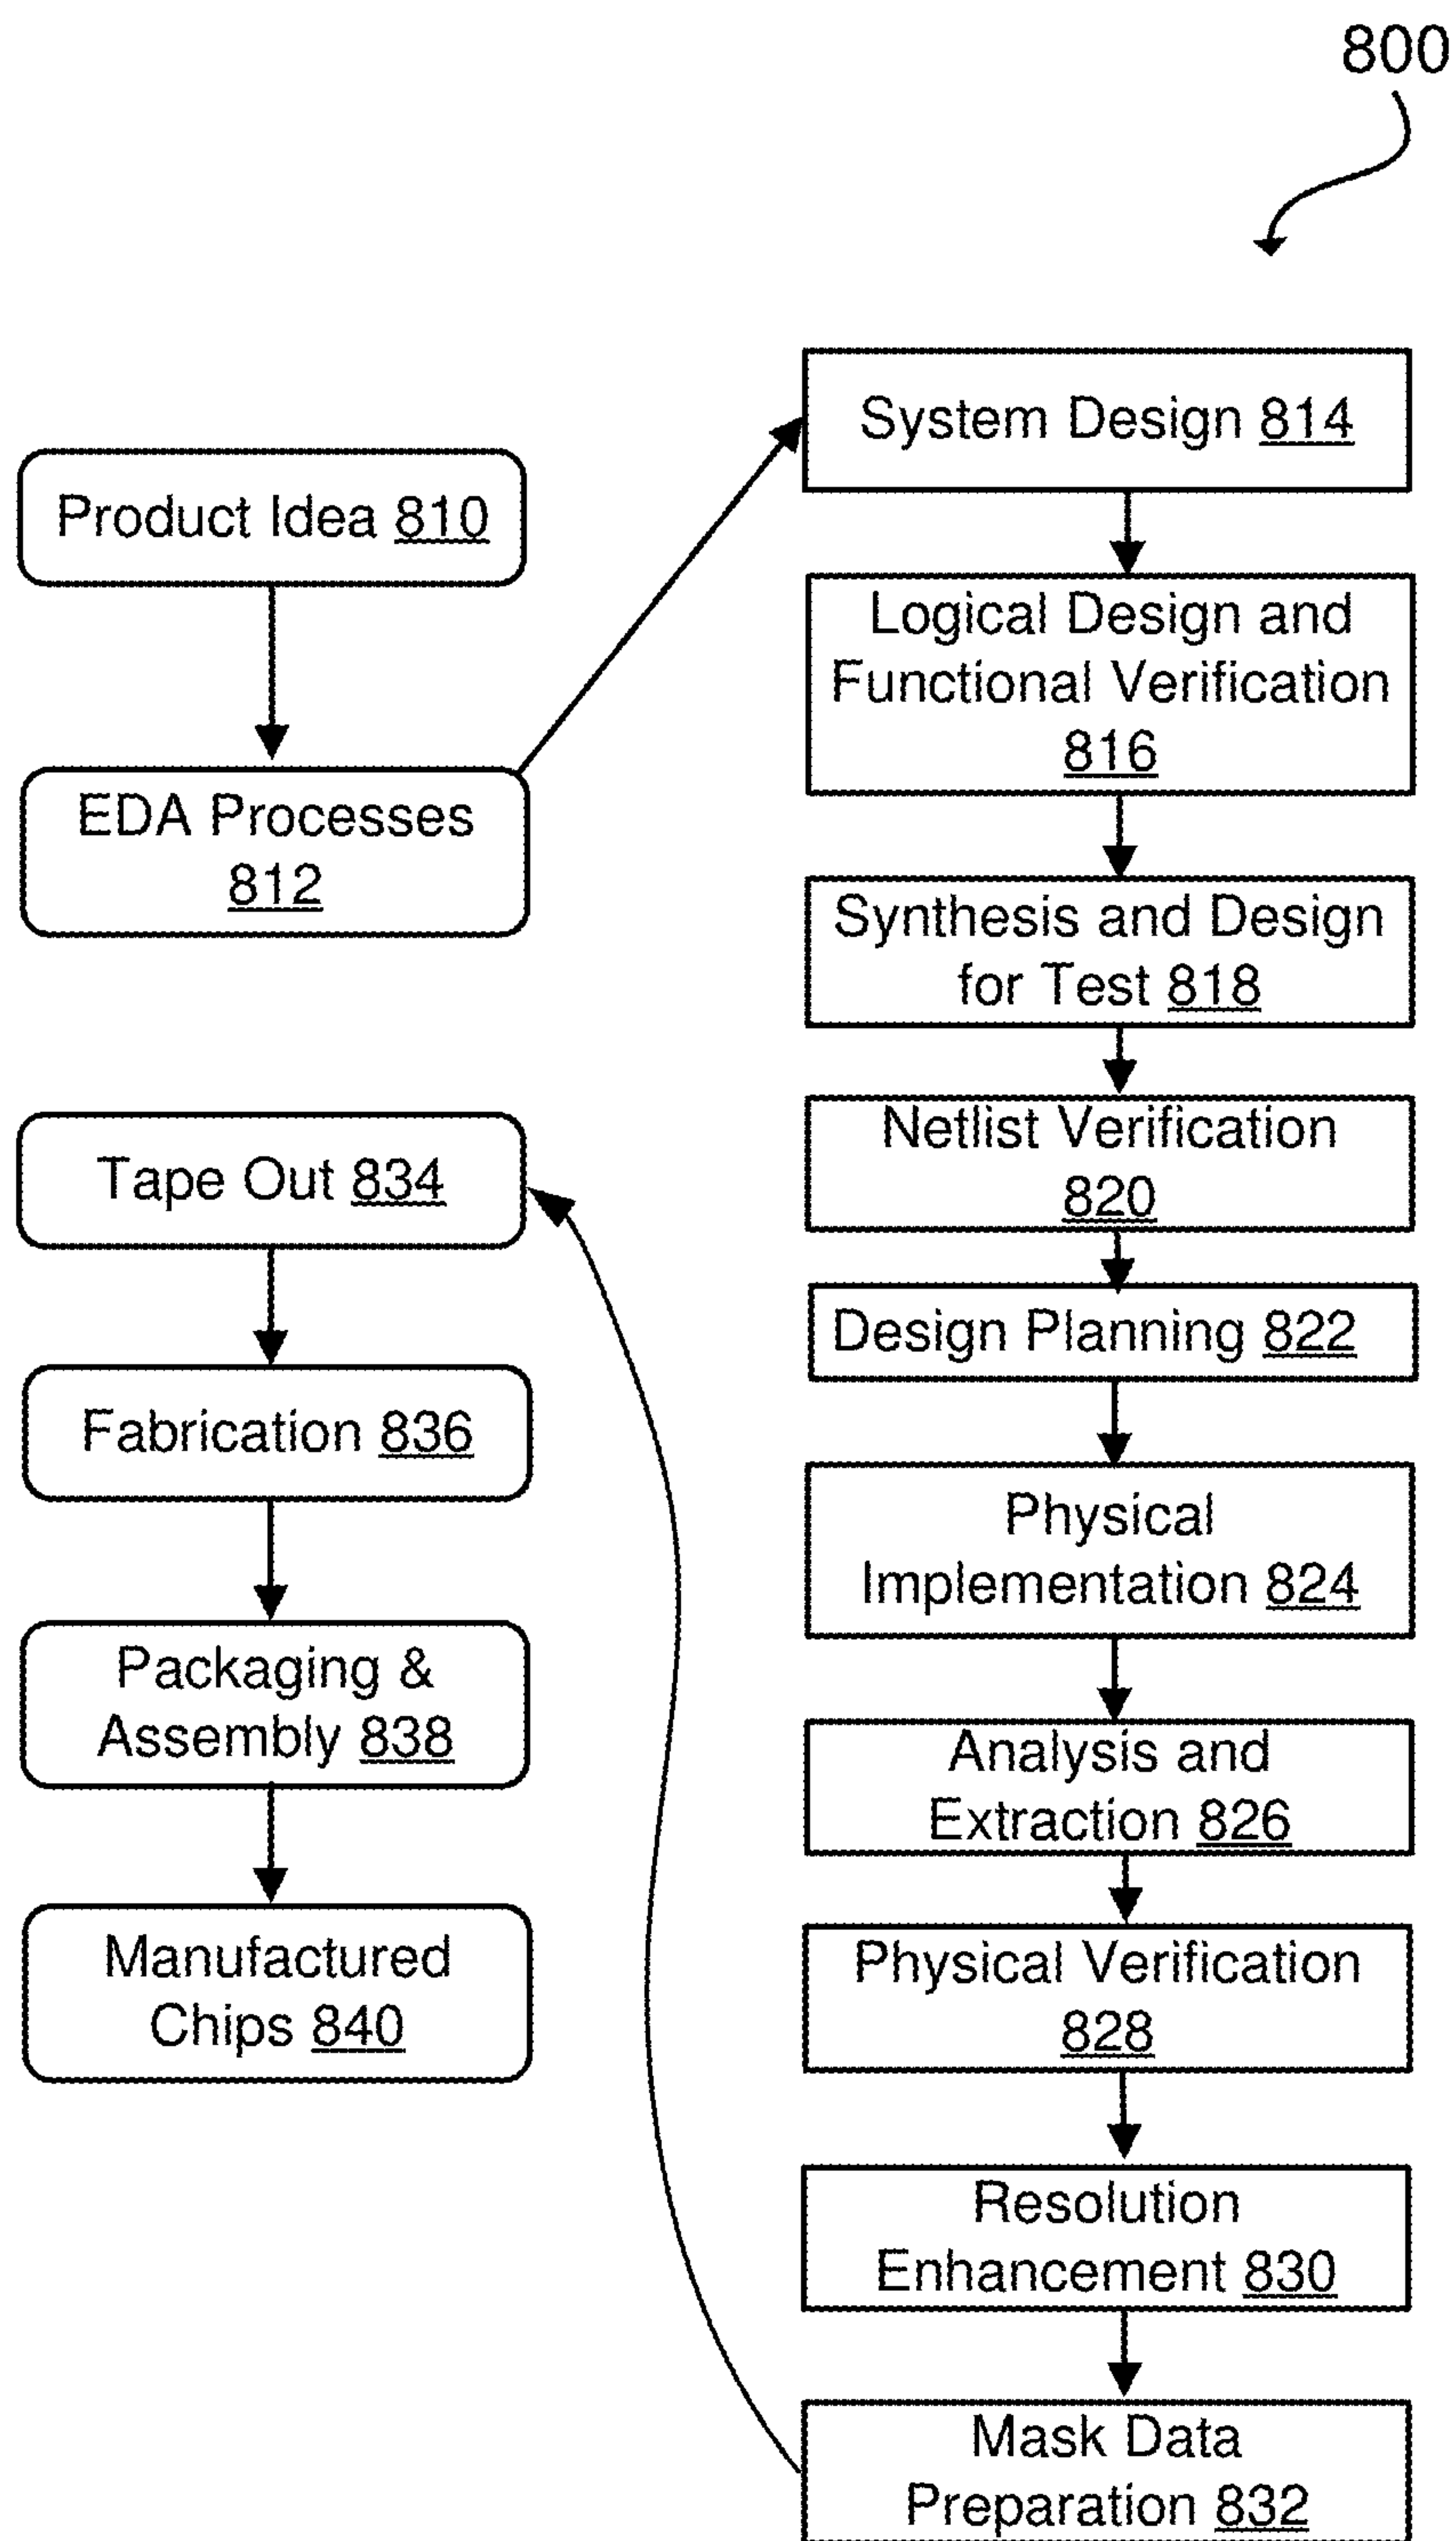 800
Product Idea 810
EDA Processes
812
System Design 814
Logical Design and
Functional Verification
816
Synthesis and Design
for Test 818
Netlist Verification
820
Design Planning 822
Physical
Implementation 824
Analysis and
Extraction 826
Physical Verification
828
Resolution
Enhancement 830
Mask Data
Preparation 832
Tape Out 834
Fabrication 836
Packaging &
Assembly 838
Manufactured
Chips 840